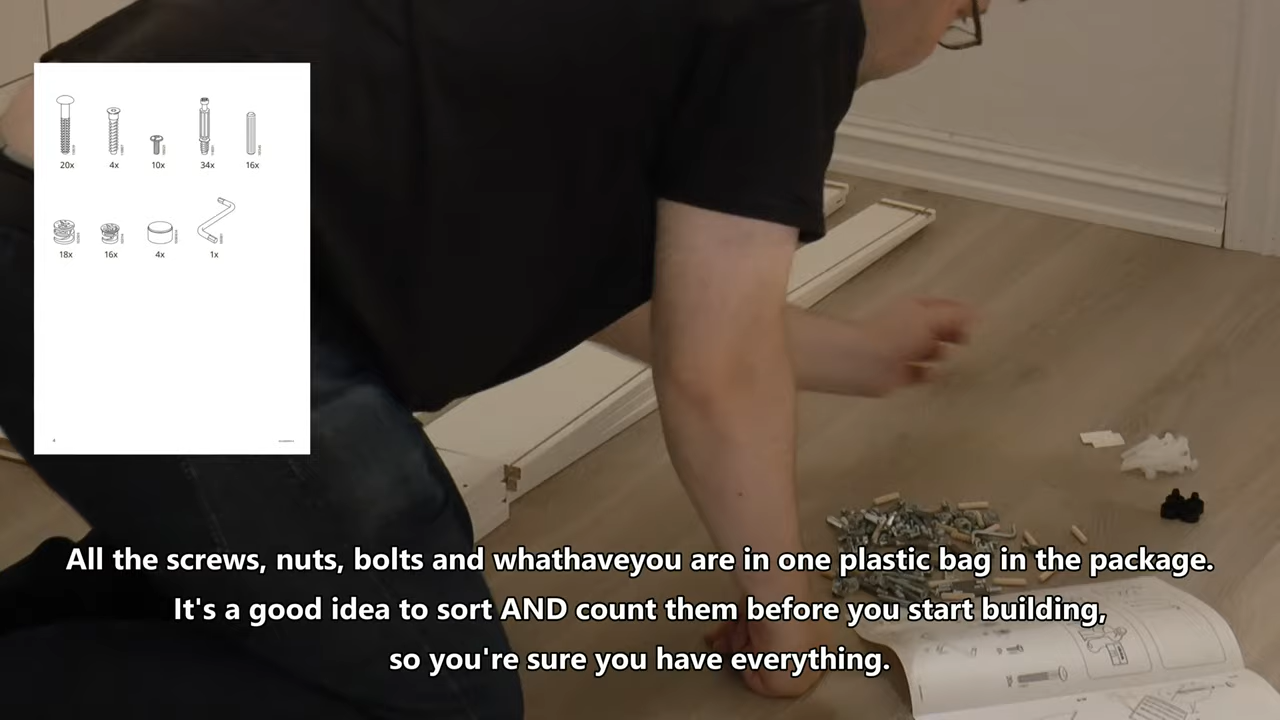 20x
4x
10x
34x
16x
18x
16x
4x
1x
All the screws, nuts, bolts and whathaveyou are in one plastic bag in the package.
It's a good idea to sort AND count them before you start building,
so you're sure you have everything.